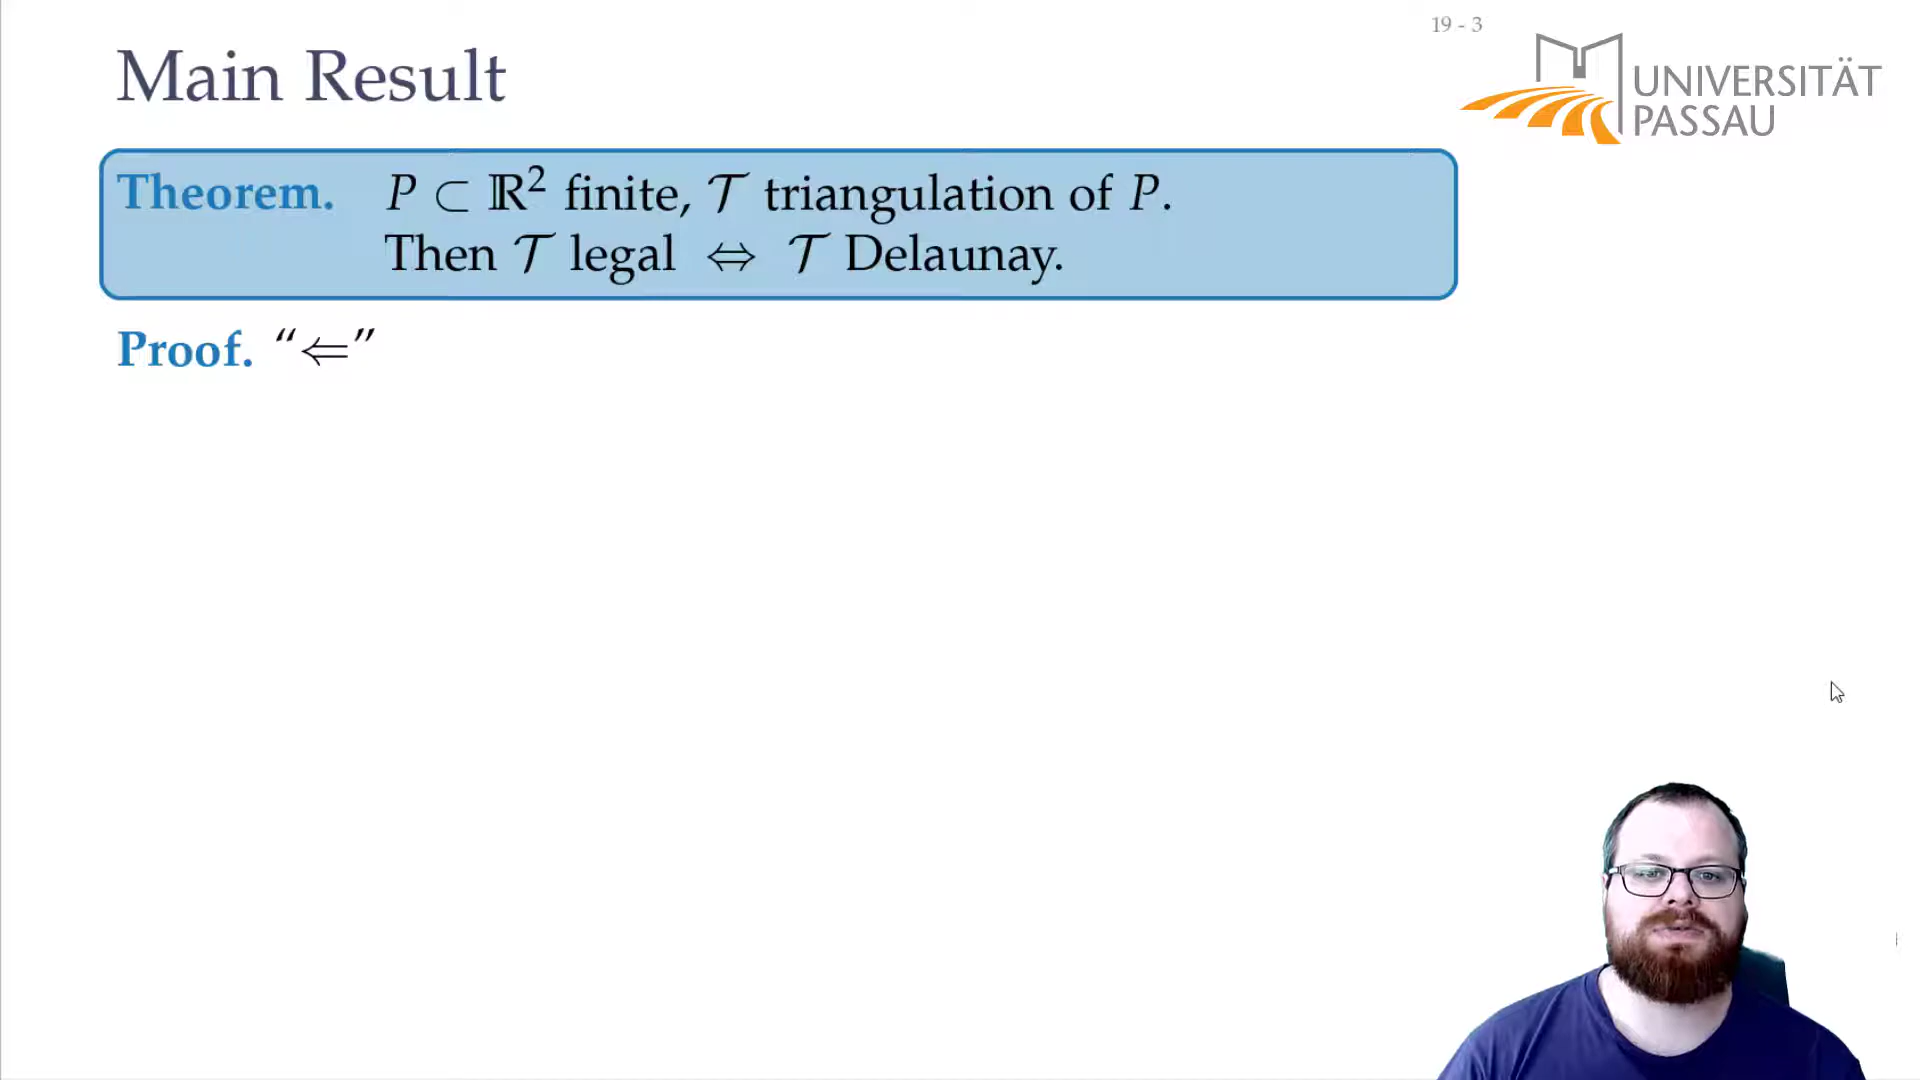 19 - 3
Main Result
UNIVERSITÄT
PASSAU
Theorem. P ⊂ ℝ² finite, 𝒯 triangulation of P.
Then 𝒯 legal ⇔ 𝒯 Delaunay.
Proof. “⇐”